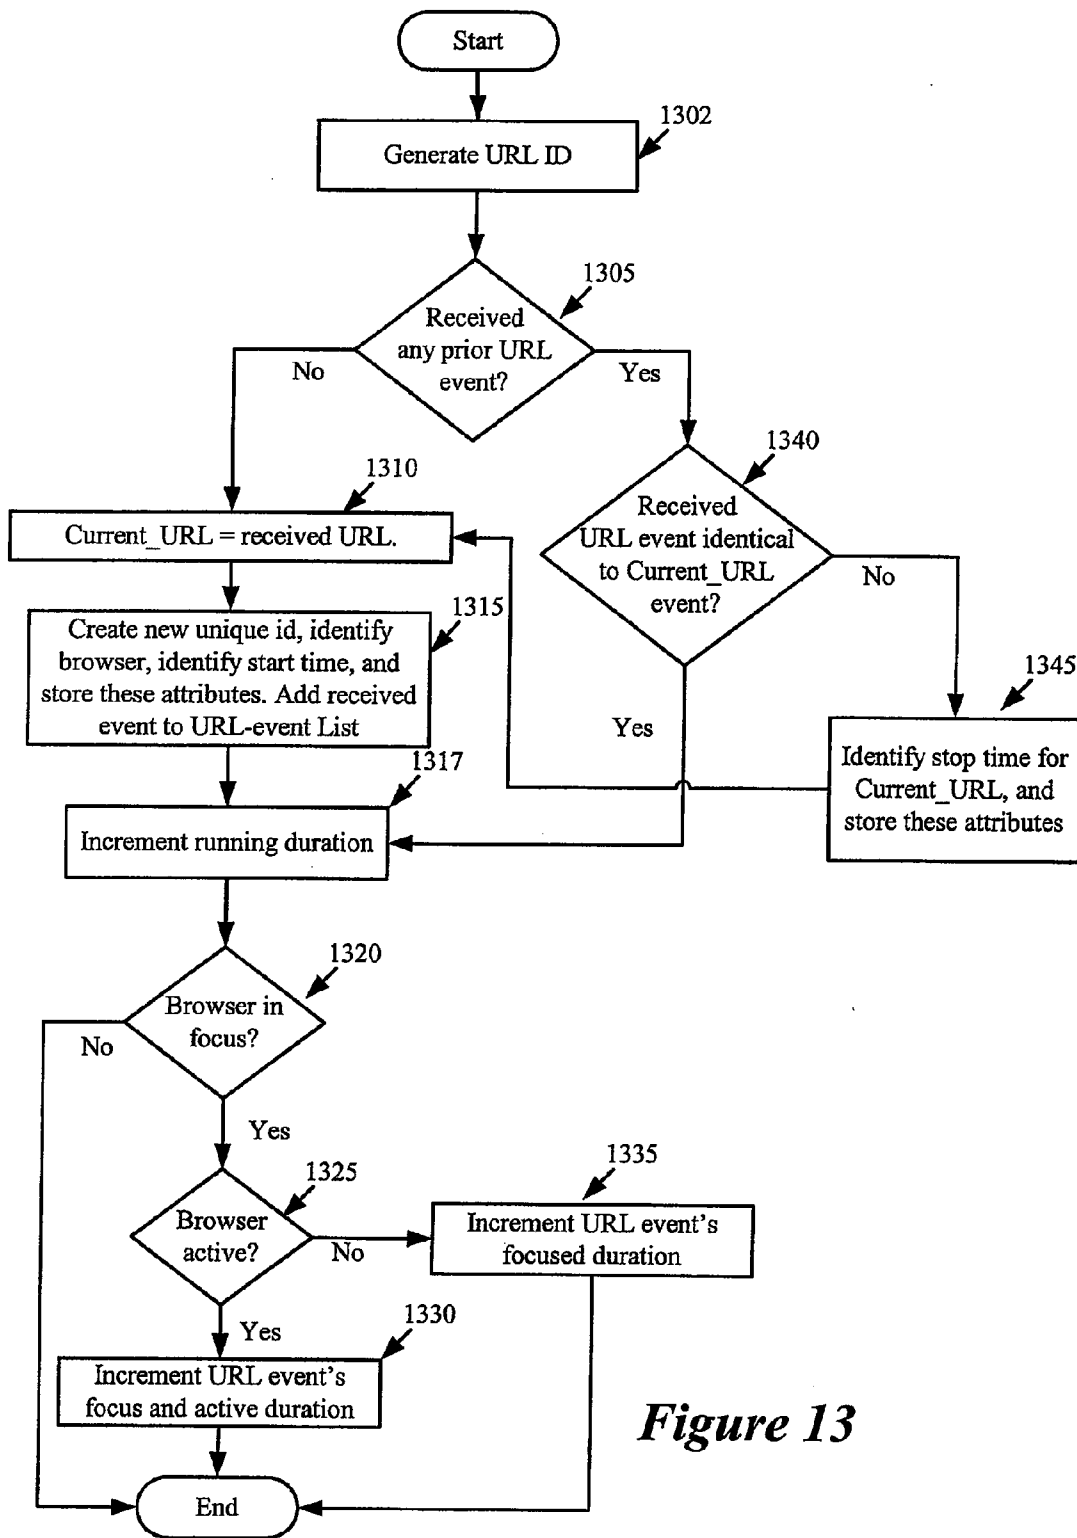 Start
1302
Generate URL ID
1305
Received
any prior URL
event?
No
Yes
1340
1310
Received
URL event identical
to Current_URL
event?
Current_URL = received URL.
No
1315
Create new unique id, identify
browser, identify start time, and
store these attributes. Add received
event to URL-event List
1345
Yes
Identify stop time for
Current_URL, and
store these attributes
1317
Increment running duration
1320
Browser in
focus?
No
Yes
1325
1335
Browser
active?
No
Increment URL event's
focused duration
Yes
1330
Increment URL event's
focus and active duration
Figure 13
End